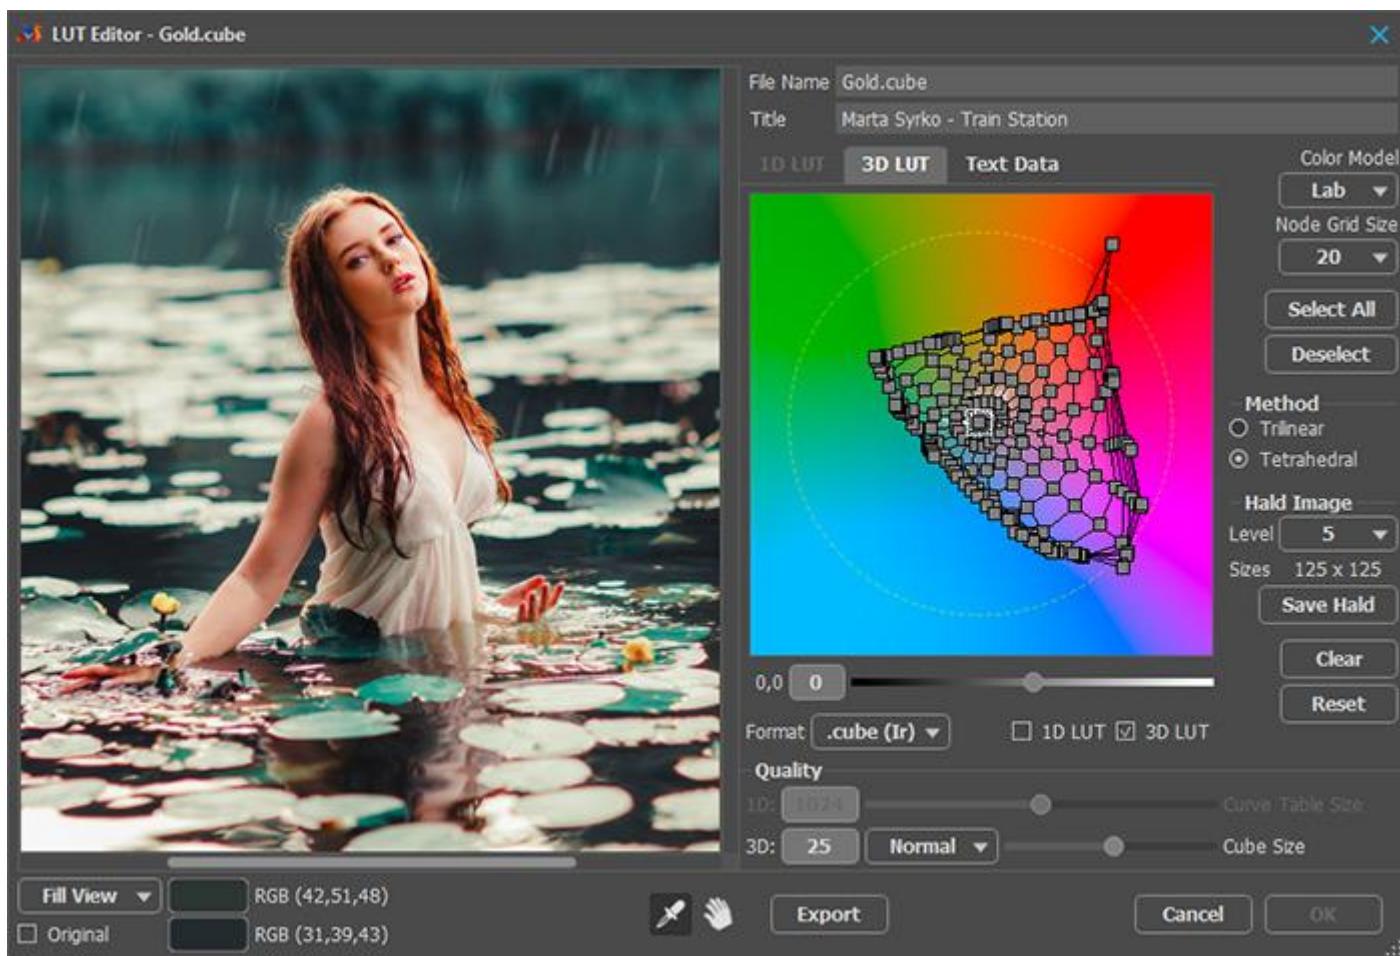 LUT Editor - Gold.cube
File Name Gold.cube
Title Marta Syrko - Train Station
1D LUT 3D LUT Text Data
Color Model
Lab
Node Grid Size
20
Select All
Deselect
Method
Trilinear
Tetrahedral
Hald Image
Level 5
Sizes 125 x 125
Save Hald
Clear
Reset
0,0 0
Format .cube (Ir) 1D LUT 3D LUT
Quality
1D: 1024 Curve Table Size
3D: 25 Normal Cube Size
Fill View RGB (42,51,48)
Original RGB (31,39,43)
Export Cancel OK